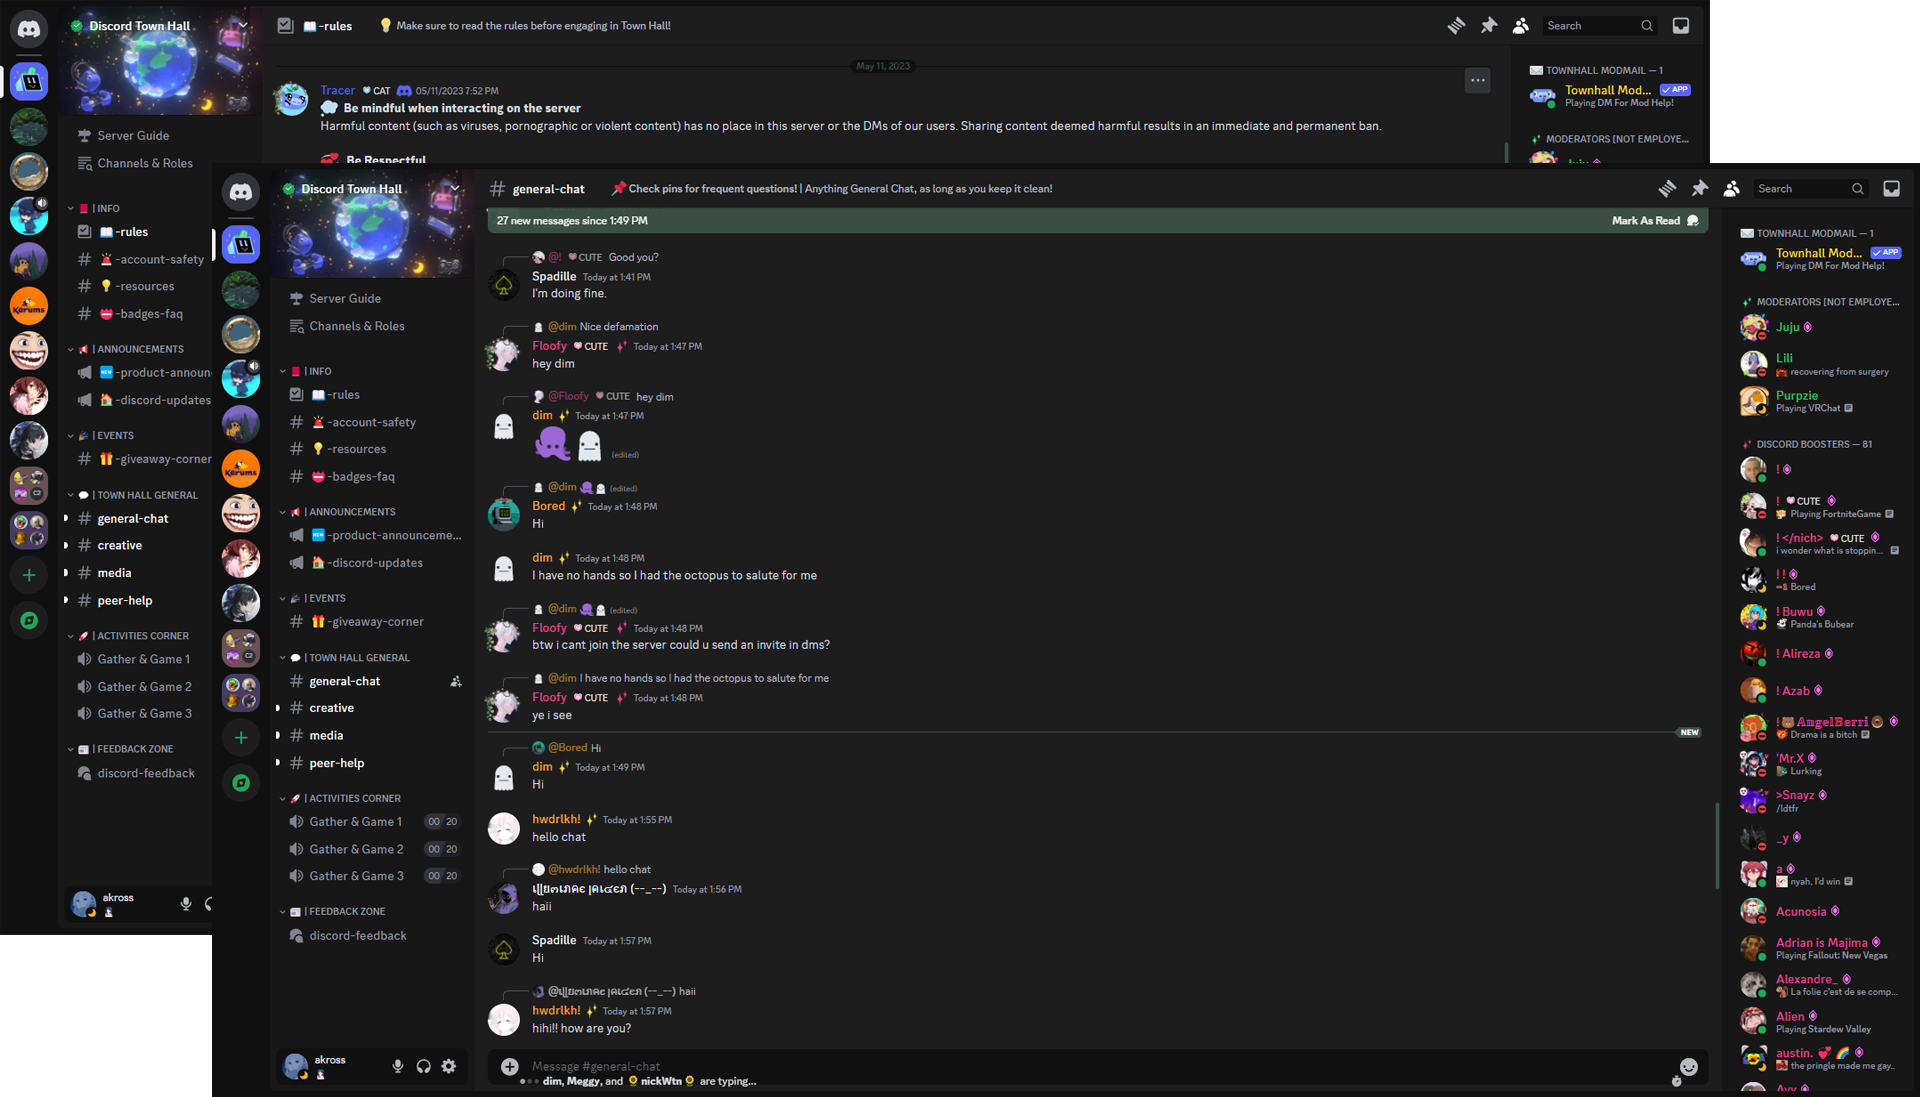 Discord Town Hall
-rules
Make sure to read the rules before engaging in Town Hall!
Search
May 11, 2023
Tracer CAT 05/11/2023 7:52 PM
Be mindful when interacting on the server
Harmful content (such as viruses, pornographic or violent content) has no place in this server or the DMs of our users. Sharing content deemed harmful results in an immediate and permanent ban.
Be Respectful
TOWNHALL MODMAIL — 1
Townhall Mod... APP
Playing DM For Mod Help!
MODERATORS [NOT EMPLOYE...
Juju
Server Guide
Channels & Roles
| INFO
-rules
-account-safety
-resources
-badges-faq
| ANNOUNCEMENTS
-product-announ
-discord-updates
| EVENTS
-giveaway-corner
| TOWN HALL GENERAL
general-chat
creative
media
peer-help
| ACTIVITIES CORNER
Gather & Game 1
Gather & Game 2
Gather & Game 3
| FEEDBACK ZONE
discord-feedback
akross
Karums
C2
Discord Town Hall
general-chat
Check pins for frequent questions! | Anything General Chat, as long as you keep it clean!
Search
Karums
C2
Server Guide
Channels & Roles
| INFO
-rules
-account-safety
-resources
-badges-faq
| ANNOUNCEMENTS
NEW -product-announceme...
-discord-updates
| EVENTS
-giveaway-corner
| TOWN HALL GENERAL
general-chat
creative
media
peer-help
| ACTIVITIES CORNER
Gather & Game 1 00 20
Gather & Game 2 00 20
Gather & Game 3 00 20
| FEEDBACK ZONE
discord-feedback
akross
27 new messages since 1:49 PM
Mark As Read
@! CUTE Good you?
Spadille Today at 1:41 PM
I'm doing fine.
@dim Nice defamation
Floofy CUTE Today at 1:47 PM
hey dim
@Floofy CUTE hey dim
dim Today at 1:47 PM
(edited)
@dim (edited)
Bored Today at 1:48 PM
Hi
dim Today at 1:48 PM
I have no hands so I had the octopus to salute for me
@dim (edited)
Floofy CUTE Today at 1:48 PM
btw i cant join the server could u send an invite in dms?
@dim I have no hands so I had the octopus to salute for me
Floofy CUTE Today at 1:48 PM
ye i see
NEW
@Bored Hi
dim Today at 1:49 PM
Hi
hwdrlkh! Today at 1:55 PM
hello chat
@hwdrlkh! hello chat
(--_--) Today at 1:56 PM
haii
Spadille Today at 1:57 PM
Hi
(--_--) haii
hwdrlkh! Today at 1:57 PM
hihi!! how are you?
Message #general-chat
dim, Meggy, and nickWtn are typing...
TOWNHALL MODMAIL — 1
Townhall Mod... APP
Playing DM For Mod Help!
MODERATORS [NOT EMPLOYE...
Juju
Lili
recovering from surgery
Purpzie
Playing VRChat
DISCORD BOOSTERS — 81
!
! CUTE
Playing FortniteGame
! </nich> CUTE
i wonder what is stoppin...
! !
Bored
! Buwu
Panda's Bubear
! Alireza
! Azab
! AngelBerri
Drama is a bitch
'Mr.X
Lurking
>Snayz
/ldtfr
_y
a
nyah, I'd win
Acunosia
Adrian is Majima
Playing Fallout: New Vegas
Alexandre_
La folie c'est de se comp...
Alien
Playing Stardew Valley
austin.
the pringle made me gay..